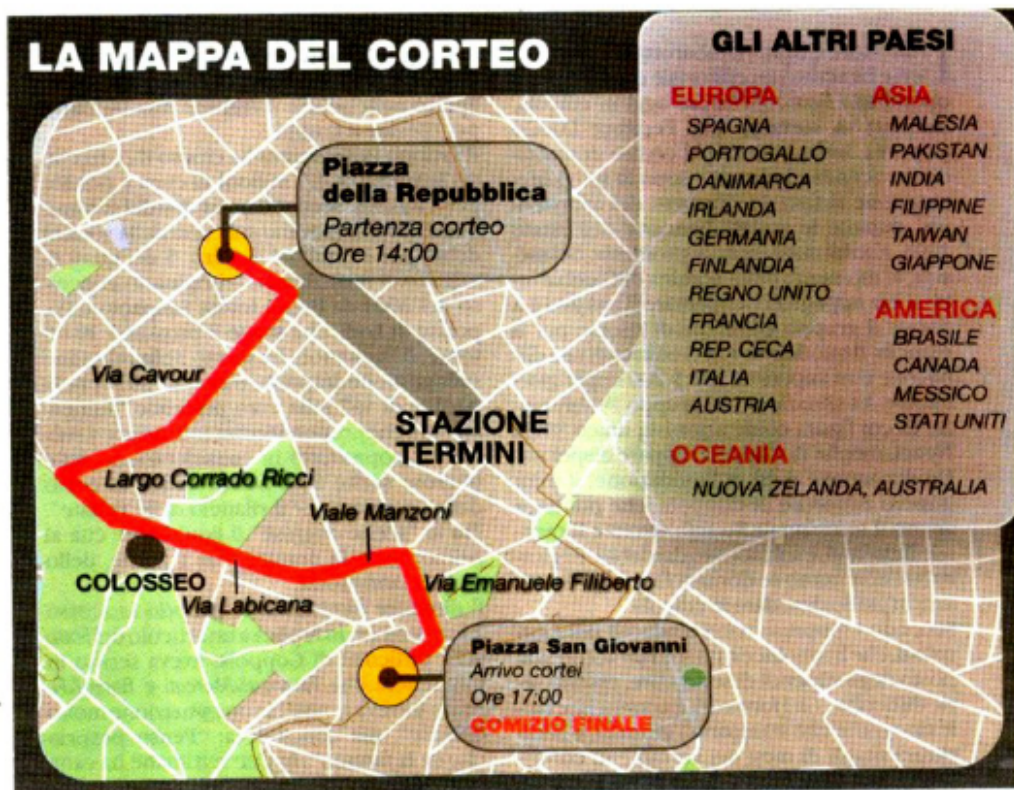 LA MAPPA DEL CORTEO
Piazza
della Repubblica
Partenza corteo
Ore 14:00
Via Cavour
STAZIONE
TERMINI
Largo Corrado Ricci
Viale Manzoni
COLOSSEO
Via Labicana
Via Emanuele Filiberto
Piazza San Giovanni
Arrivo cortei
Ore 17:00
COMIZIO FINALE
GLI ALTRI PAESI
EUROPA
SPAGNA
PORTOGALLO
DANIMARCA
IRLANDA
GERMANIA
FINLANDIA
REGNO UNITO
FRANCIA
REP. CECA
ITALIA
AUSTRIA
ASIA
MALESIA
PAKISTAN
INDIA
FILIPPINE
TAIWAN
GIAPPONE
AMERICA
BRASILE
CANADA
MESSICO
STATI UNITI
OCEANIA
NUOVA ZELANDA, AUSTRALIA